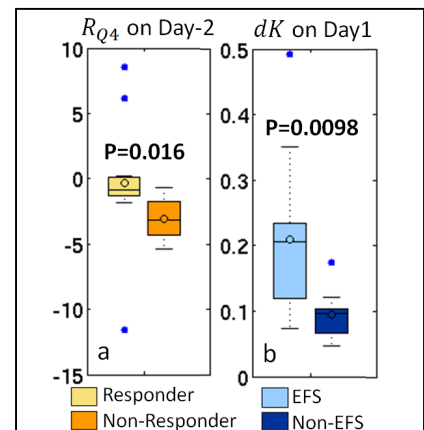 R_Q4 on Day-2
dK on Day1
10
5
0
-5
-10
-15
P=0.016
a
0.5
0.4
0.3
0.2
0.1
0
P=0.0098
b
Responder
Non-Responder
EFS
Non-EFS